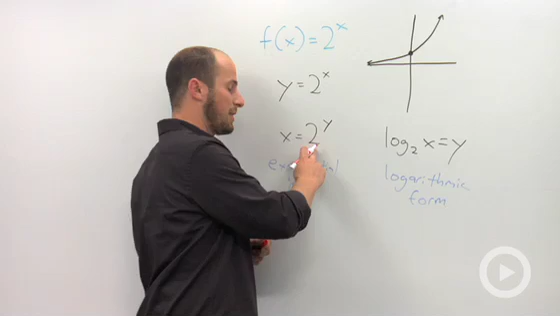 f(x) = 2^x
y = 2^x
x = 2^y
log₂ x = y
logarithmic
form